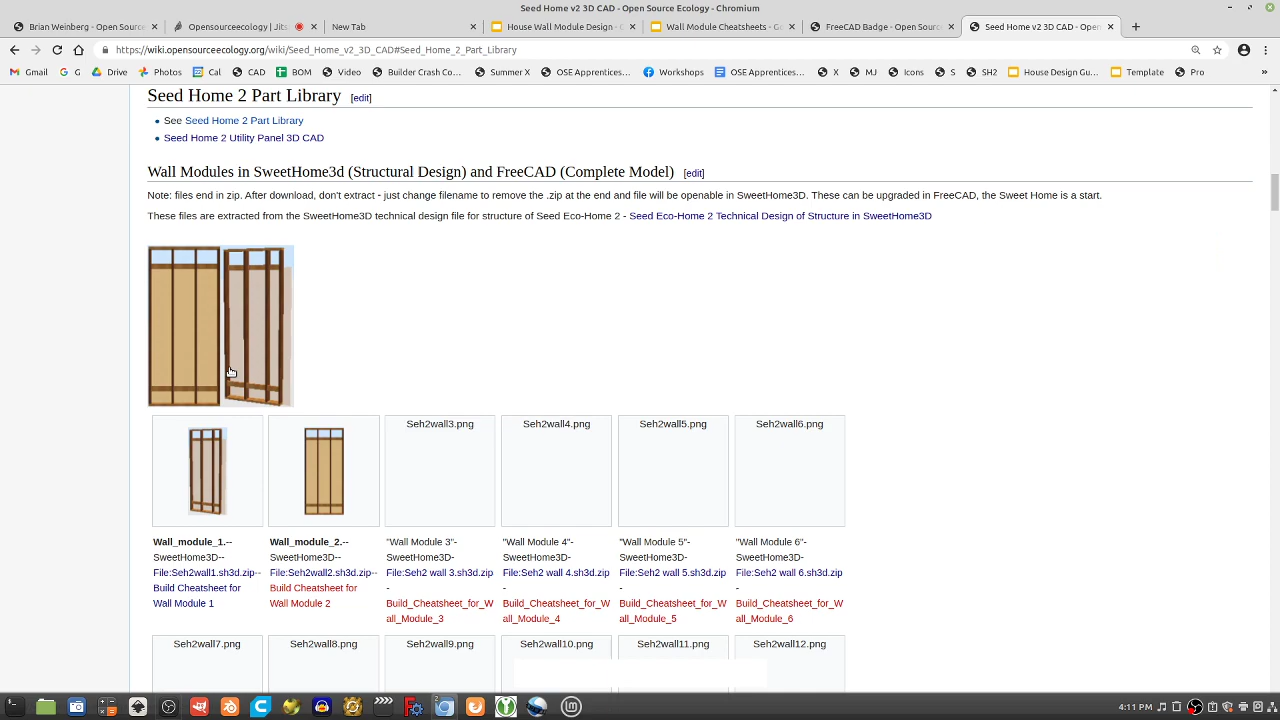 Seed Home v2 3D CAD - Open Source Ecology - Chromium
Brian Weinberg - Open Source
Opensourceecology | Jits
New Tab
House Wall Module Design - G
Wall Module Cheatsheets - Go
FreeCAD Badge - Open Source
Seed Home v2 3D CAD - Open
https://wiki.opensourceecology.org/wiki/Seed_Home_v2_3D_CAD#Seed_Home_2_Part_Library
Gmail G Drive Photos Cal CAD BOM Video Builder Crash Co… Summer X OSE Apprentices… Workshops OSE Apprentices… X MJ Icons S SH2 House Design Gu… Template Pro »
Seed Home 2 Part Library [edit]
See Seed Home 2 Part Library
Seed Home 2 Utility Panel 3D CAD
Wall Modules in SweetHome3d (Structural Design) and FreeCAD (Complete Model) [edit]
Note: files end in zip. After download, don't extract - just change filename to remove the .zip at the end and file will be openable in SweetHome3D. These can be upgraded in FreeCAD, the Sweet Home is a start.
These files are extracted from the SweetHome3D technical design file for structure of Seed Eco-Home 2 - Seed Eco-Home 2 Technical Design of Structure in SweetHome3D
Seh2wall3.png
Seh2wall4.png
Seh2wall5.png
Seh2wall6.png
Wall_module_1.--
SweetHome3D--
File:Seh2wall1.sh3d.zip--
Build Cheatsheet for
Wall Module 1
Wall_module_2.--
SweetHome3D--
File:Seh2wall2.sh3d.zip--
Build Cheatsheet for
Wall Module 2
"Wall Module 3"-
SweetHome3D-
File:Seh2 wall 3.sh3d.zip
-
Build_Cheatsheet_for_W
all_Module_3
"Wall Module 4"-
SweetHome3D-
File:Seh2 wall 4.sh3d.zip
-
Build_Cheatsheet_for_W
all_Module_4
"Wall Module 5"-
SweetHome3D-
File:Seh2 wall 5.sh3d.zip
-
Build_Cheatsheet_for_W
all_Module_5
"Wall Module 6"-
SweetHome3D-
File:Seh2 wall 6.sh3d.zip
-
Build_Cheatsheet_for_W
all_Module_6
Seh2wall7.png
Seh2wall8.png
Seh2wall9.png
Seh2wall10.png
Seh2wall11.png
Seh2wall12.png
4:11 PM